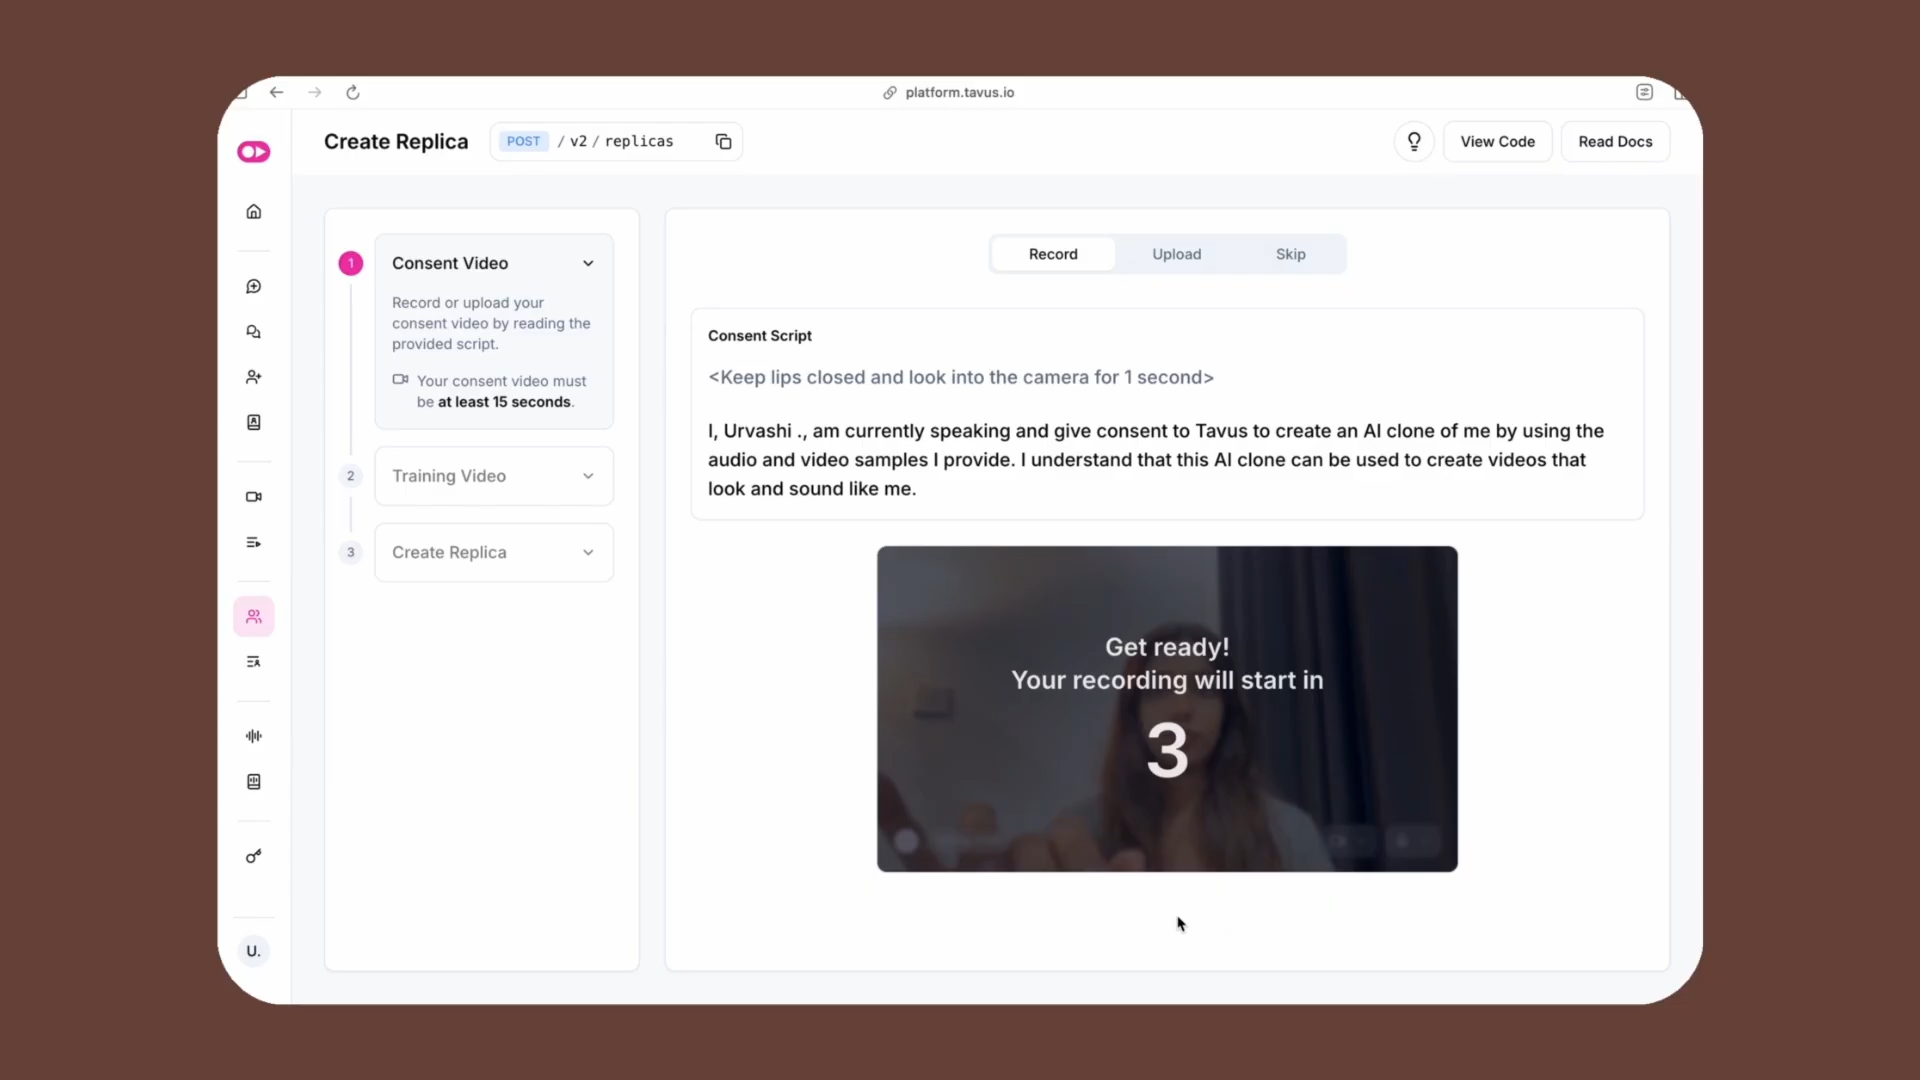 platform.tavus.io
Create Replica
POST / v2 / replicas
View Code
Read Docs
1
Consent Video
Record or upload your
consent video by reading the
provided script.
Your consent video must
be at least 15 seconds.
2
Training Video
3
Create Replica
Record
Upload
Skip
Consent Script
<Keep lips closed and look into the camera for 1 second>
I, Urvashi ., am currently speaking and give consent to Tavus to create an AI clone of me by using the
audio and video samples I provide. I understand that this AI clone can be used to create videos that
look and sound like me.
Get ready!
Your recording will start in
3
U.